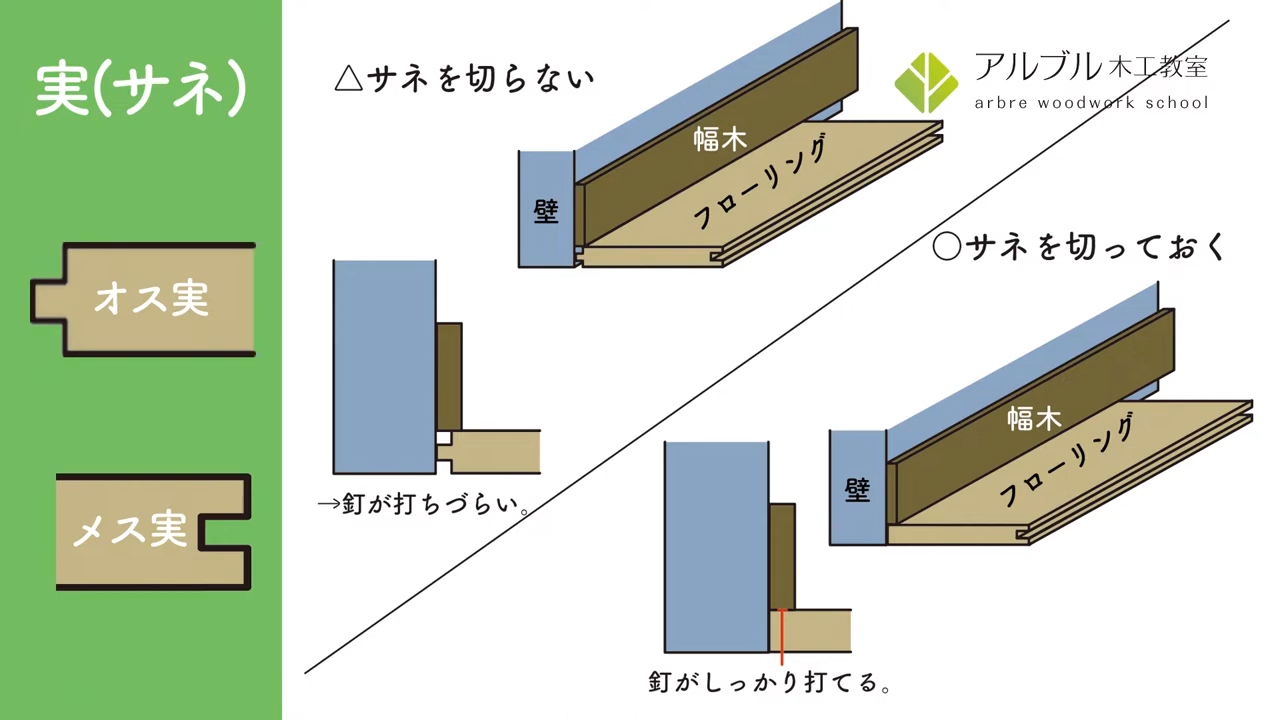 実(サネ)
オス実
メス実
△サネを切らない
幅木
フローリング
壁
→釘が打ちづらい。
アルブル木工教室
arbre woodwork school
○サネを切っておく
幅木
フローリング
壁
釘がしっかり打てる。